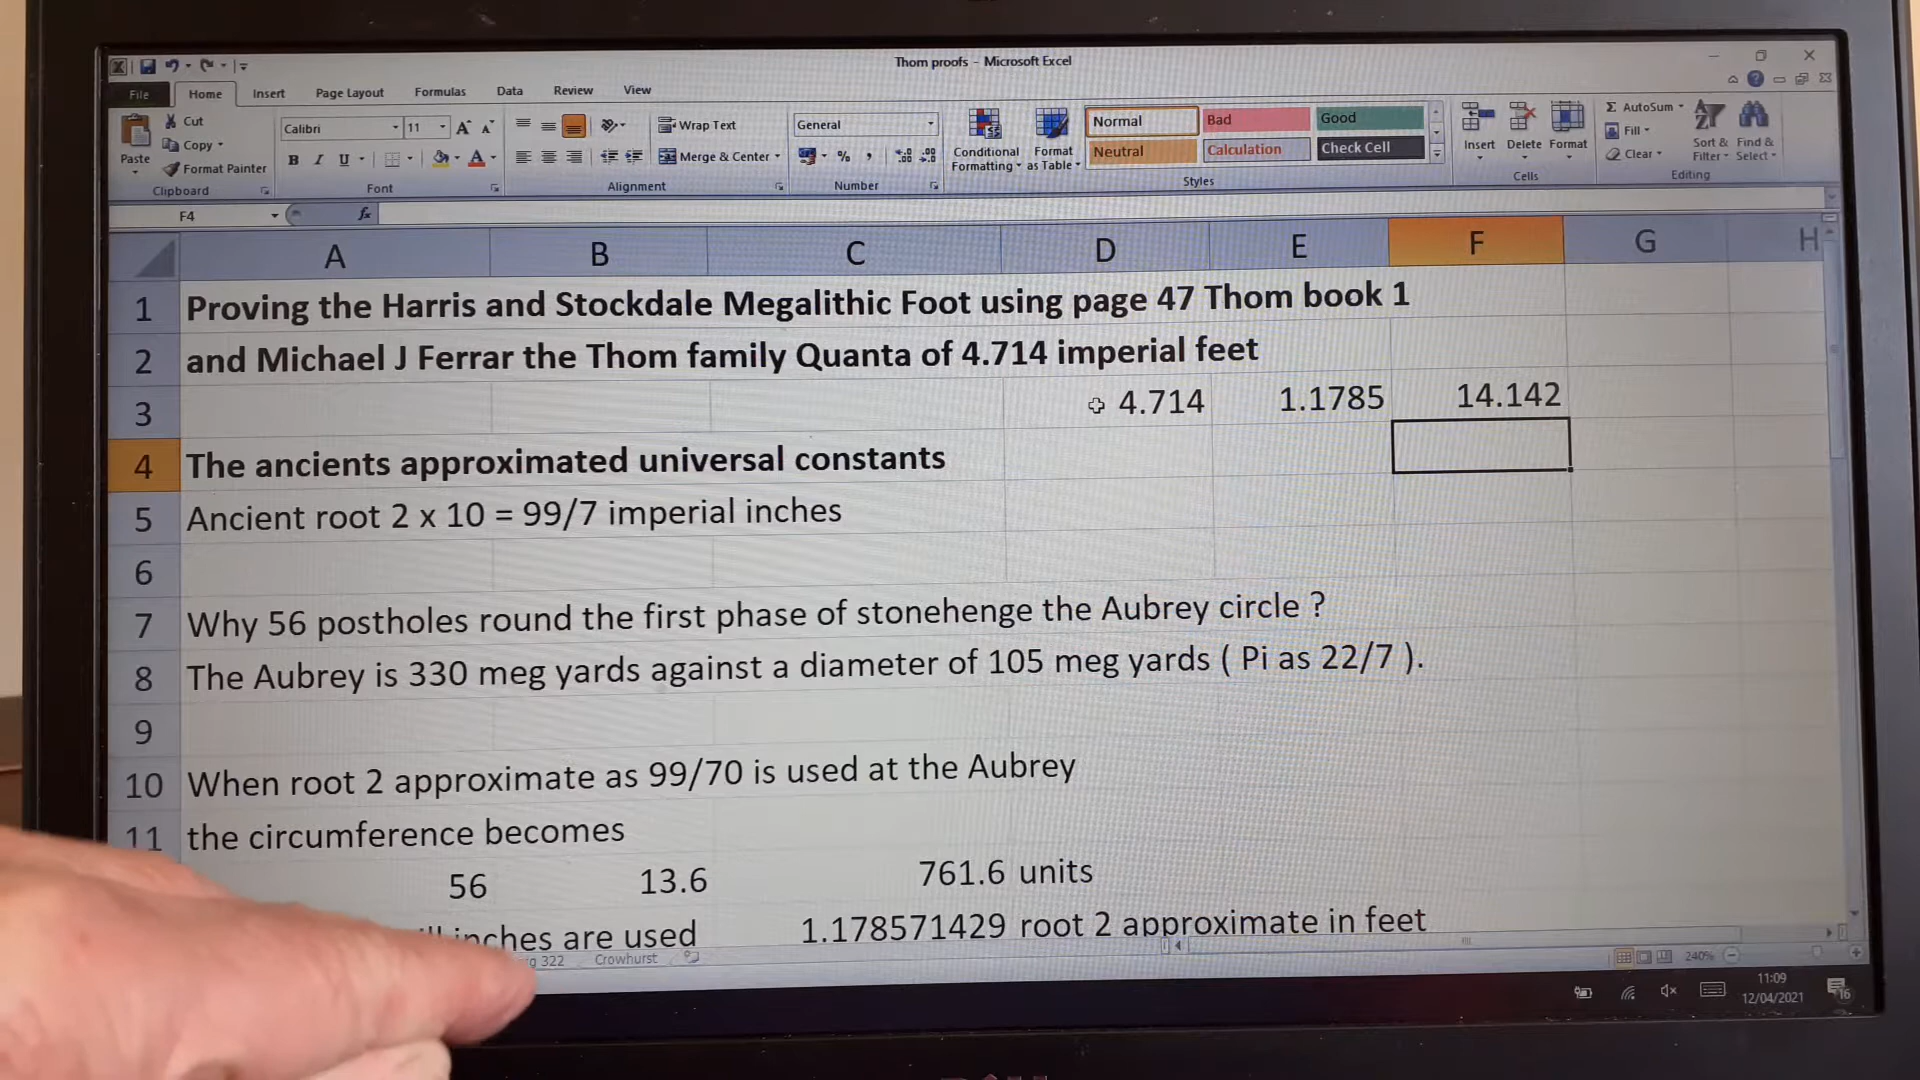 Thom proofs - Microsoft Excel
File Home Insert Page Layout Formulas Data Review View
Paste
Cut
Copy
Format Painter
Clipboard
Calibri 11
B I U
Font
Wrap Text
Merge & Center
Alignment
General
%
Number
Conditional Formatting
Format as Table
Normal Bad Good
Neutral Calculation Check Cell
Styles
Insert Delete Format
Cells
Σ AutoSum
Fill
Clear
Sort & Filter
Find & Select
Editing
F4 fx
A B C D E F G H
1 Proving the Harris and Stockdale Megalithic Foot using page 47 Thom book 1
2 and Michael J Ferrar the Thom family Quanta of 4.714 imperial feet
3 4.714 1.1785 14.142
4 The ancients approximated universal constants
5 Ancient root 2 x 10 = 99/7 imperial inches
6
7 Why 56 postholes round the first phase of stonehenge the Aubrey circle ?
8 The Aubrey is 330 meg yards against a diameter of 105 meg yards ( Pi as 22/7 ).
9
10 When root 2 approximate as 99/70 is used at the Aubrey
11 the circumference becomes
56 13.6 761.6 units
inches are used 1.178571429 root 2 approximate in feet
322 Crowhurst
240%
11:09
12/04/2021
16